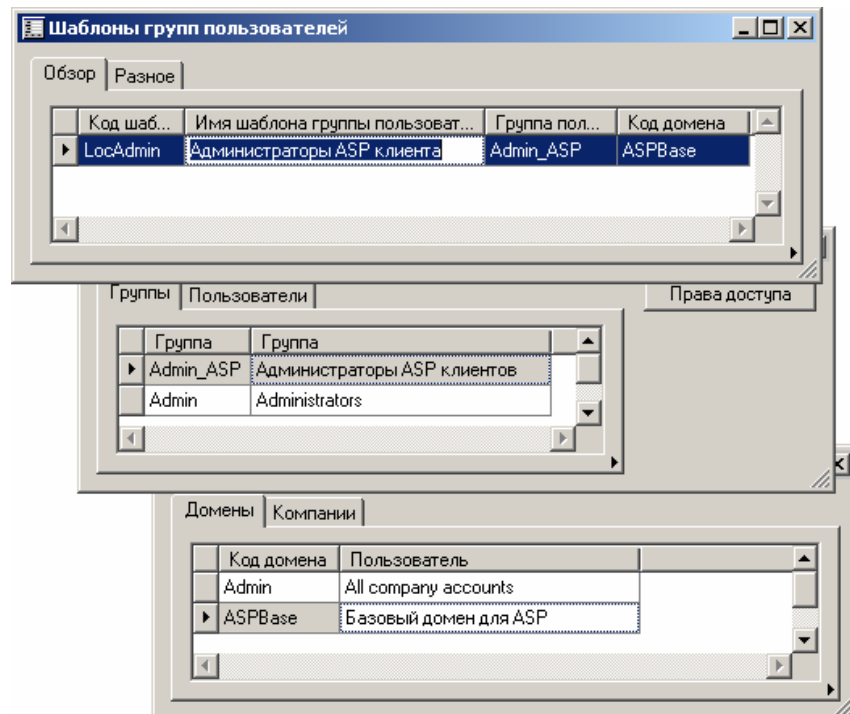 Шаблоны групп пользователей
Обзор Разное
Код шаб... Имя шаблона группы пользоват... Группа пол... Код домена
LocAdmin Администраторы ASP клиента Admin_ASP ASPBase
Группы Пользователи Права доступа
Группа Группа
Admin_ASP Администраторы ASP клиентов
Admin Administrators
Домены Компании
Код домена Пользователь
Admin All company accounts
ASPBase Базовый домен для ASP